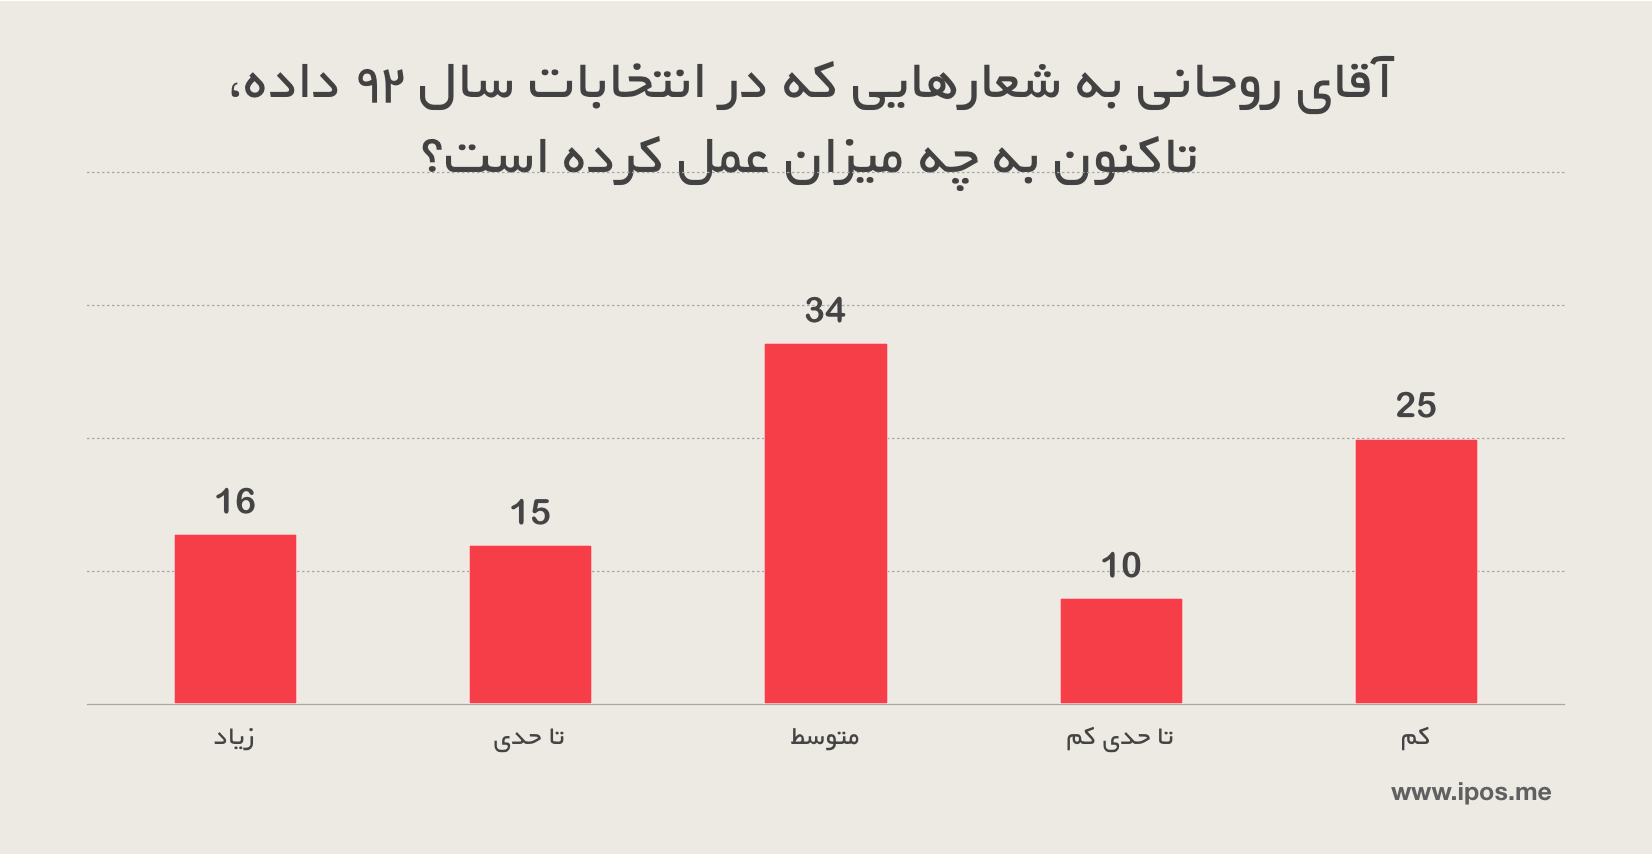 آقای روحانی به شعارهایی که در انتخابات سال ۹۲ داده،
تاکنون به چه میزان عمل کرده است؟
34
25
16
15
10
زیاد
تا حدی
متوسط
تا حدی کم
کم
www.ipos.me